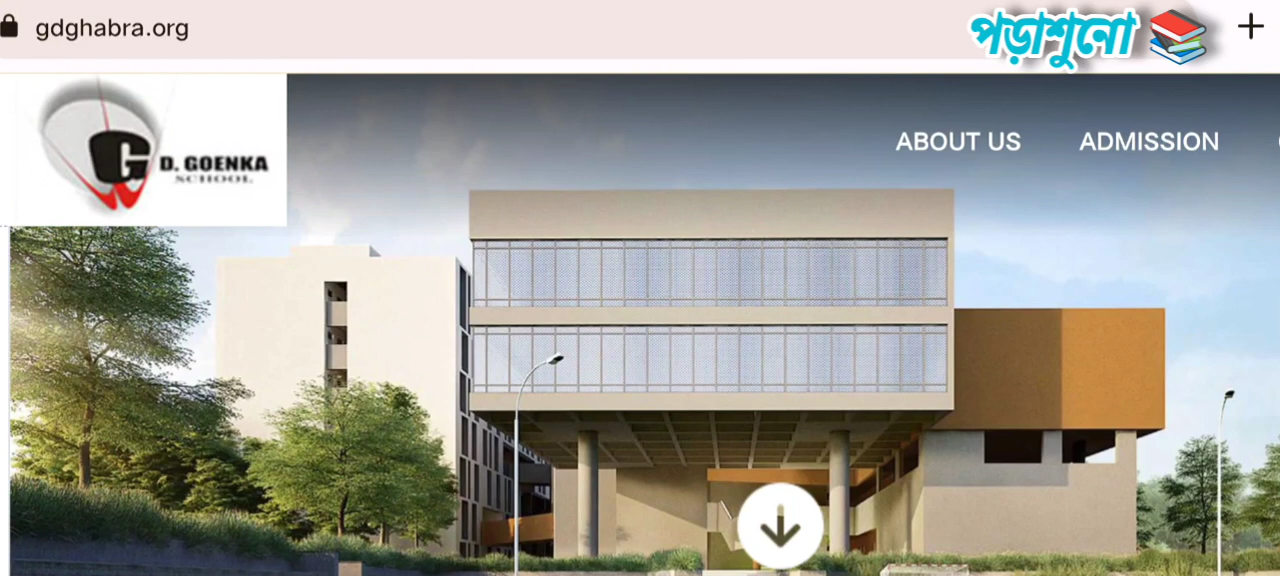 gdghabra.org
পড়াশুনো
G D. GOENKA
SCHOOL
ABOUT US
ADMISSION